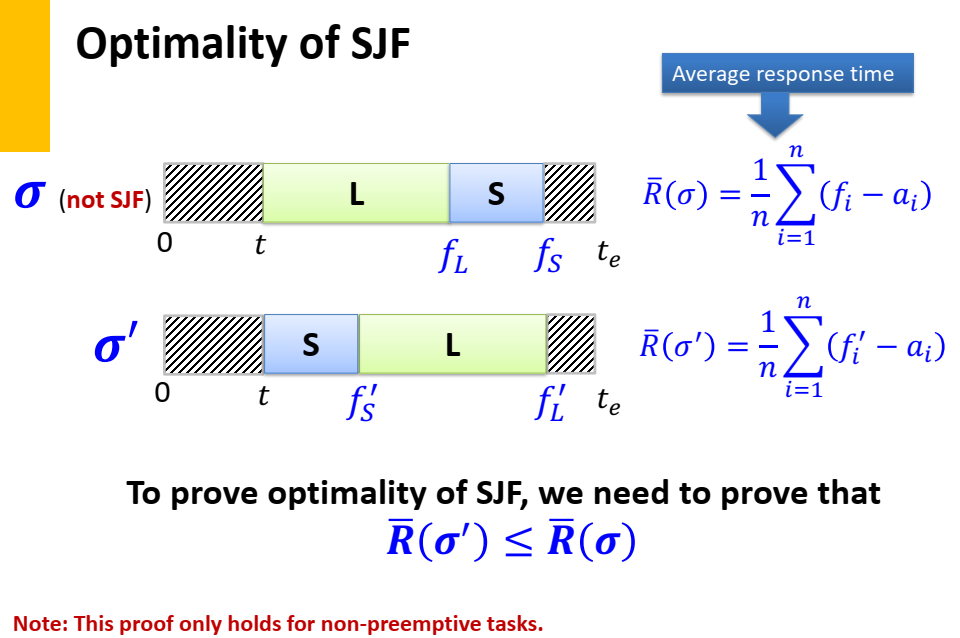 Optimality of SJF
Average response time
σ (not SJF)
L S
0 t f_L f_S t_e
R̄(σ) = 1/n ∑_{i=1}^{n} (f_i − a_i)
σ′
S L
0 t f′_S f′_L t_e
R̄(σ′) = 1/n ∑_{i=1}^{n} (f′_i − a_i)
To prove optimality of SJF, we need to prove that
R̄(σ′) ≤ R̄(σ)
Note: This proof only holds for non-preemptive tasks.